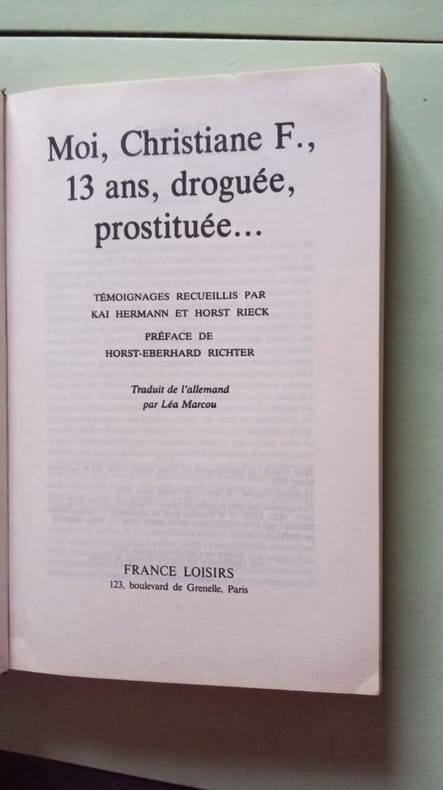 Moi, Christiane F.,
13 ans, droguée,
prostituée...
TÉMOIGNAGES RECUEILLIS PAR
KAI HERMANN ET HORST RIECK
PRÉFACE DE
HORST-EBERHARD RICHTER
Traduit de l'allemand
par Léa Marcou
FRANCE LOISIRS
123, boulevard de Grenelle, Paris